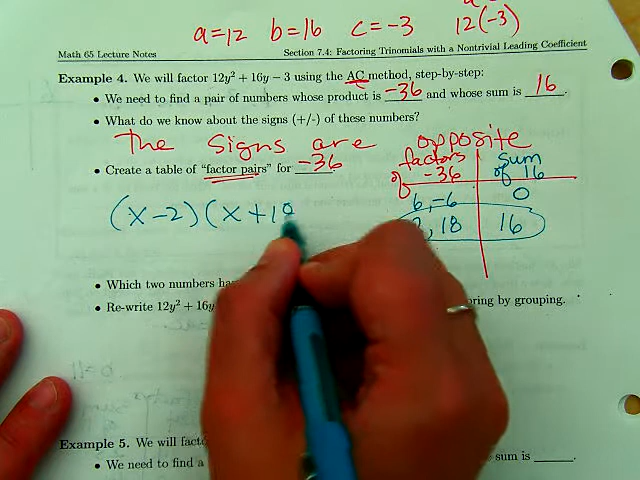 a=12 b=16 c=-3 12(-3)
Math 65 Lecture Notes Section 7.4: Factoring Trinomials with a Nontrivial Leading Coefficient
Example 4. We will factor 12y² + 16y − 3 using the AC method, step-by-step:
• We need to find a pair of numbers whose product is -36 and whose sum is 16.
• What do we know about the signs (+/-) of these numbers?
The signs are opposite
• Create a table of "factor pairs" for -36
factors of -36 sum of 16
6, -6 0
, 18 16
(x-2)(x+18
• Which two numbers
• Re-write 12y² + 16y oring by grouping.
Example 5. We will fact
• We need to find a sum is